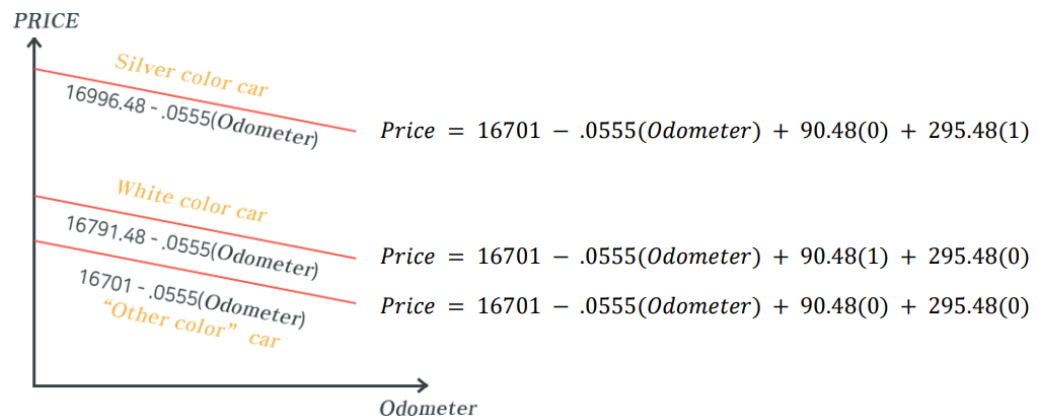 PRICE
Silver color car
16996.48 - .0555(Odometer)
Price = 16701 − .0555(Odometer) + 90.48(0) + 295.48(1)
White color car
16791.48 - .0555(Odometer)
Price = 16701 − .0555(Odometer) + 90.48(1) + 295.48(0)
16701 - .0555(Odometer)
Price = 16701 − .0555(Odometer) + 90.48(0) + 295.48(0)
“Other color” car
Odometer